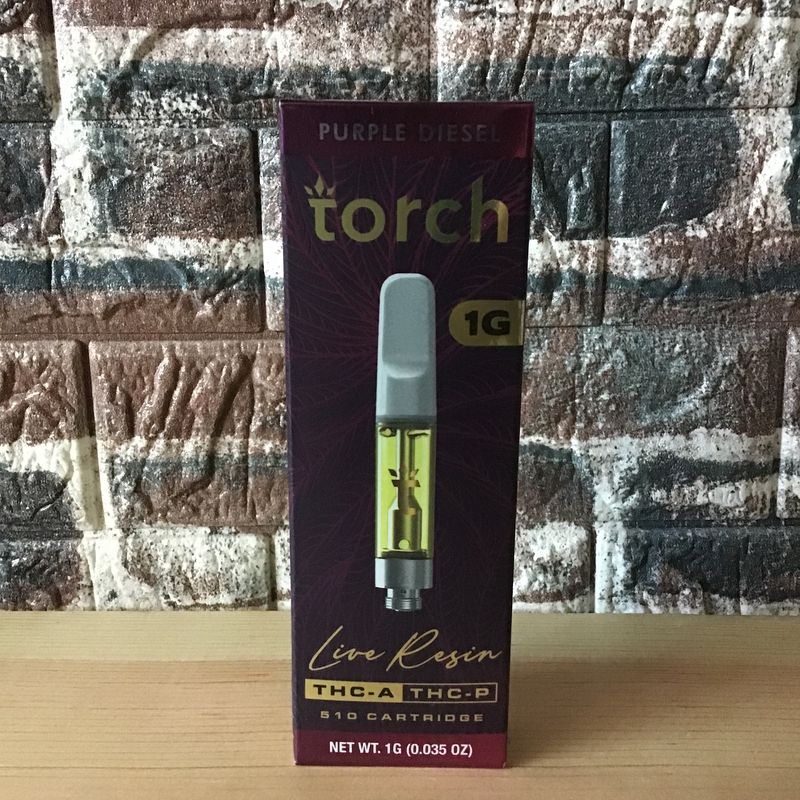 PURPLE DIESEL
torch
1G
Live Resin
THC-A THC-P
510 CARTRIDGE
NET WT. 1G (0.035 OZ)